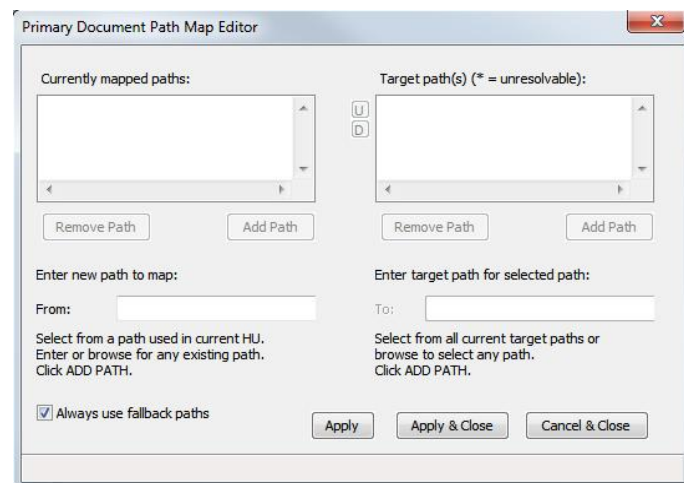 Primary Document Path Map Editor
Currently mapped paths:
Target path(s) (* = unresolvable):
U
D
Remove Path
Add Path
Remove Path
Add Path
Enter new path to map:
Enter target path for selected path:
From:
To:
Select from a path used in current HU.
Enter or browse for any existing path.
Click ADD PATH.
Select from all current target paths or
browse to select any path.
Click ADD PATH.
Always use fallback paths
Apply
Apply & Close
Cancel & Close